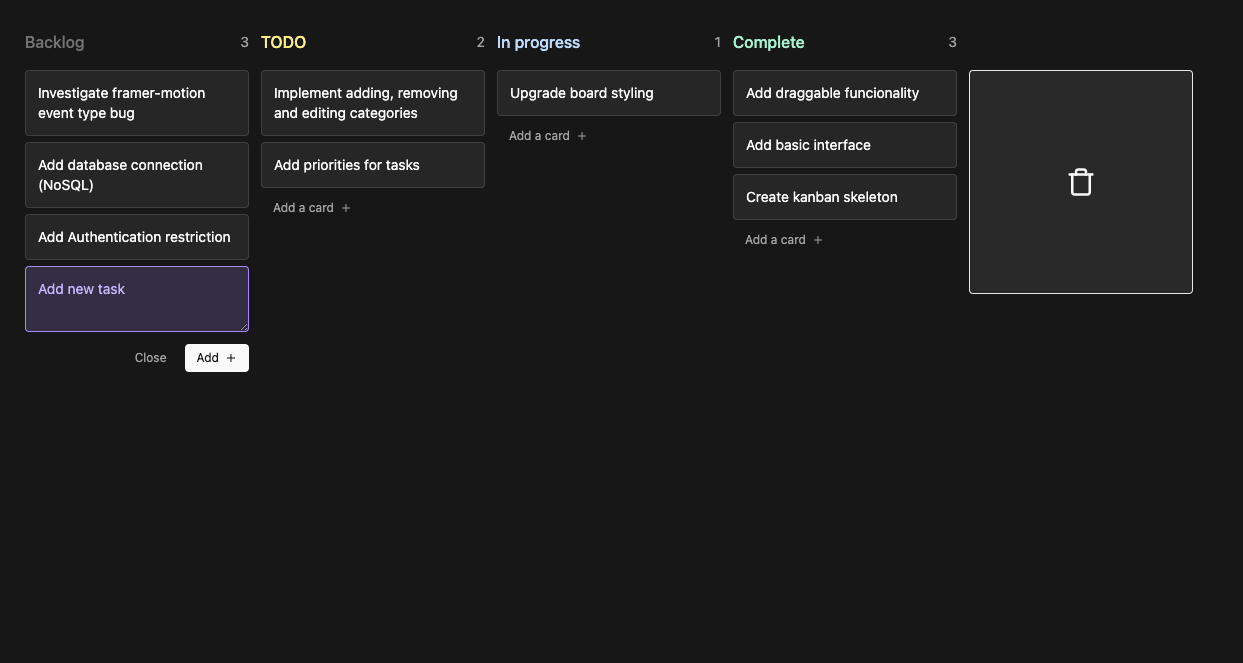 Backlog 3
Investigate framer-motion
event type bug
Add database connection
(NoSQL)
Add Authentication restriction
Add new task
Close
Add +
TODO 2
Implement adding, removing
and editing categories
Add priorities for tasks
Add a card +
In progress 1
Upgrade board styling
Add a card +
Complete 3
Add draggable funcionality
Add basic interface
Create kanban skeleton
Add a card +